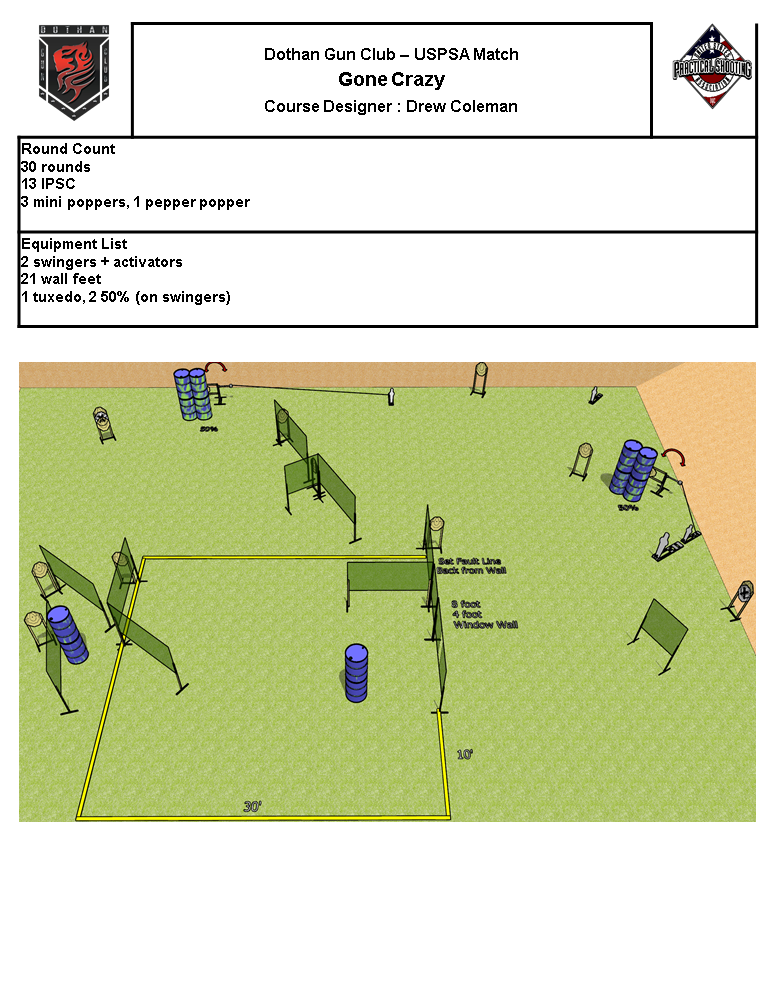 DOTHAN
Dothan Gun Club – USPSA Match
Gone Crazy
Course Designer : Drew Coleman
UNITED STATES
PRACTICAL SHOOTING
ASSOCIATION
Round Count
30 rounds
13 IPSC
3 mini poppers, 1 pepper popper
Equipment List
2 swingers + activators
21 wall feet
1 tuxedo, 2 50% (on swingers)
50%
50%
Set Fault Line
Back from Wall
8 foot
4 foot
Window Wall
10'
30'